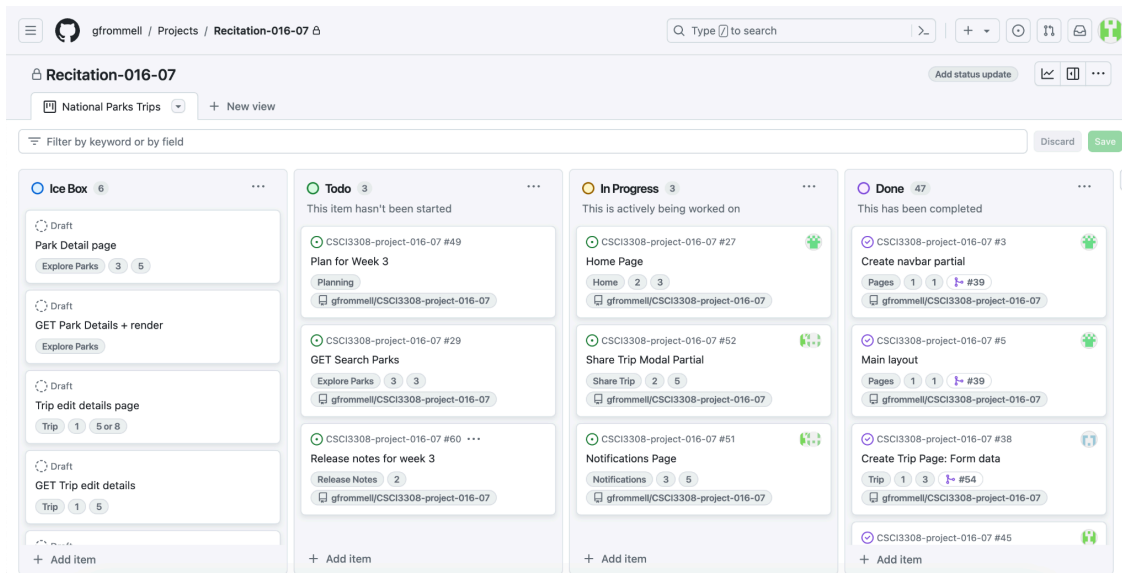 gfrommell / Projects / Recitation-016-07
Type / to search
Recitation-016-07
Add status update
National Parks Trips
+ New view
Filter by keyword or by field
Discard
Save
Ice Box 6
Draft
Park Detail page
Explore Parks 3 5
Draft
GET Park Details + render
Explore Parks
Draft
Trip edit details page
Trip 1 5 or 8
Draft
GET Trip edit details
Trip 1 5
Draft
+ Add item
Todo 3
This item hasn't been started
CSCI3308-project-016-07 #49
Plan for Week 3
Planning
gfrommell/CSCI3308-project-016-07
CSCI3308-project-016-07 #29
GET Search Parks
Explore Parks 3 3
gfrommell/CSCI3308-project-016-07
CSCI3308-project-016-07 #60 ...
Release notes for week 3
Release Notes 2
gfrommell/CSCI3308-project-016-07
+ Add item
In Progress 3
This is actively being worked on
CSCI3308-project-016-07 #27
Home Page
Home 2 3
gfrommell/CSCI3308-project-016-07
CSCI3308-project-016-07 #52
Share Trip Modal Partial
Share Trip 2 5
gfrommell/CSCI3308-project-016-07
CSCI3308-project-016-07 #51
Notifications Page
Notifications 3 5
gfrommell/CSCI3308-project-016-07
+ Add item
Done 47
This has been completed
CSCI3308-project-016-07 #3
Create navbar partial
Pages 1 1 #39
gfrommell/CSCI3308-project-016-07
CSCI3308-project-016-07 #5
Main layout
Pages 1 1 #39
gfrommell/CSCI3308-project-016-07
CSCI3308-project-016-07 #38
Create Trip Page: Form data
Trip 1 3 #54
gfrommell/CSCI3308-project-016-07
CSCI3308-project-016-07 #45
+ Add item